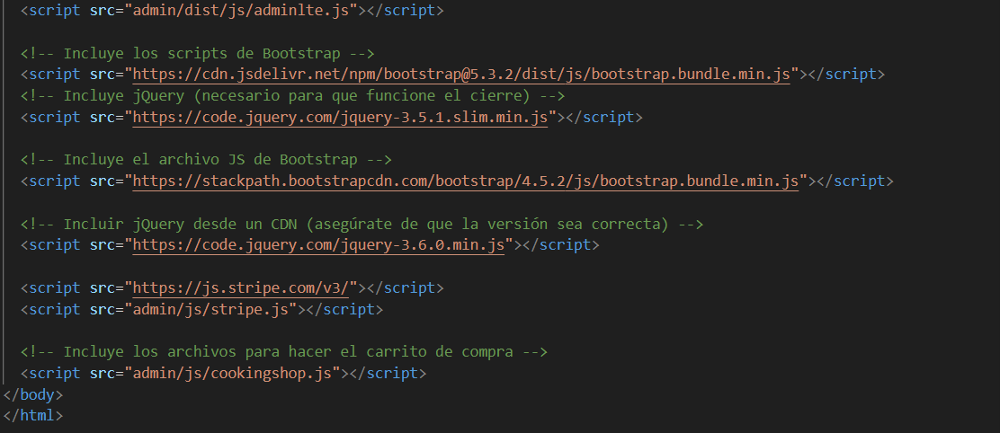 <script src="admin/dist/js/adminlte.js"></script>
<!-- Incluye los scripts de Bootstrap -->
<script src="https://cdn.jsdelivr.net/npm/bootstrap@5.3.2/dist/js/bootstrap.bundle.min.js"></script>
<!-- Incluye jQuery (necesario para que funcione el cierre) -->
<script src="https://code.jquery.com/jquery-3.5.1.slim.min.js"></script>
<!-- Incluye el archivo JS de Bootstrap -->
<script src="https://stackpath.bootstrapcdn.com/bootstrap/4.5.2/js/bootstrap.bundle.min.js"></script>
<!-- Incluir jQuery desde un CDN (asegúrate de que la versión sea correcta) -->
<script src="https://code.jquery.com/jquery-3.6.0.min.js"></script>
<script src="https://js.stripe.com/v3/"></script>
<script src="admin/js/stripe.js"></script>
<!-- Incluye los archivos para hacer el carrito de compra -->
<script src="admin/js/cookingshop.js"></script>
</body>
</html>